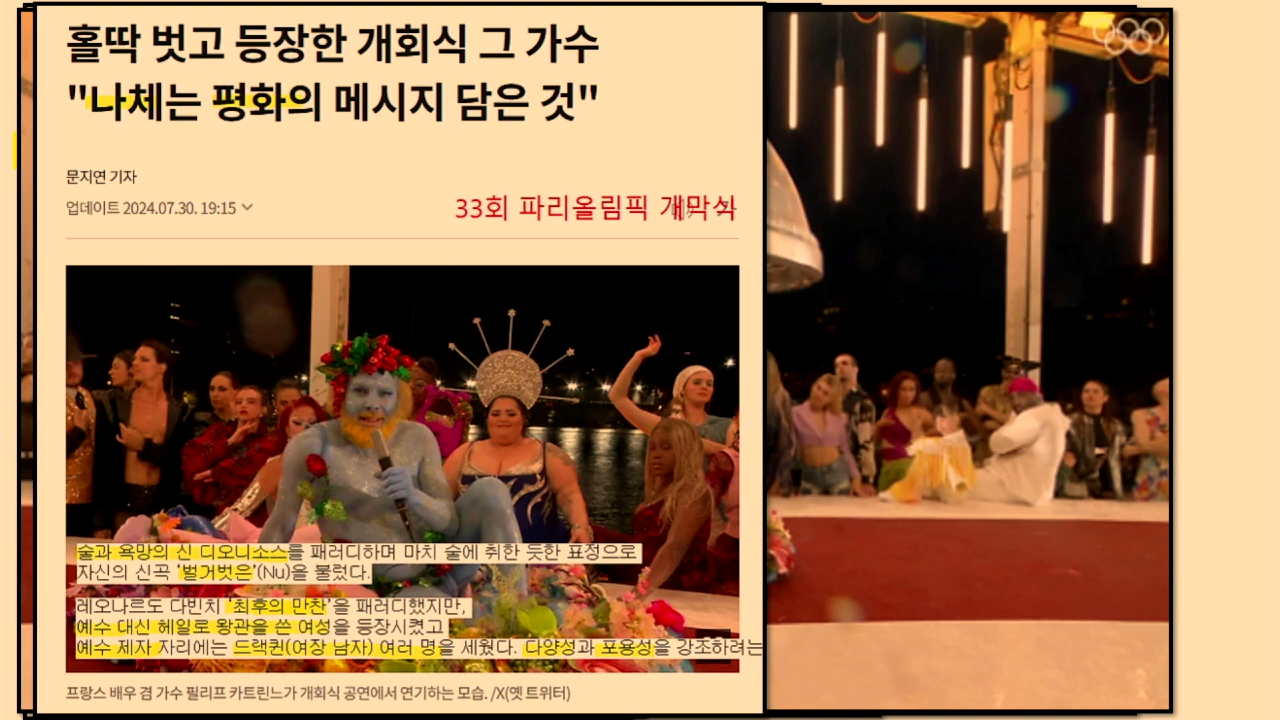 홀딱 벗고 등장한 개회식 그 가수
"나체는 평화의 메시지 담은 것"
문지연 기자
업데이트 2024.07.30. 19:15
33회 파리올림픽 개막식
술과 욕망의 신 디오니소스를 패러디하며 마치 술에 취한 듯한 표정으로
자신의 신곡 ‘벌거벗은’(Nu)을 불렀다.
레오나르도 다빈치 ‘최후의 만찬’을 패러디했지만,
예수 대신 헤일로 왕관을 쓴 여성을 등장시켰고
예수 제자 자리에는 드랙퀸(여장 남자) 여러 명을 세웠다. 다양성과 포용성을 강조하려는
프랑스 배우 겸 가수 필리프 카트린느가 개회식 공연에서 연기하는 모습. /X(옛 트위터)